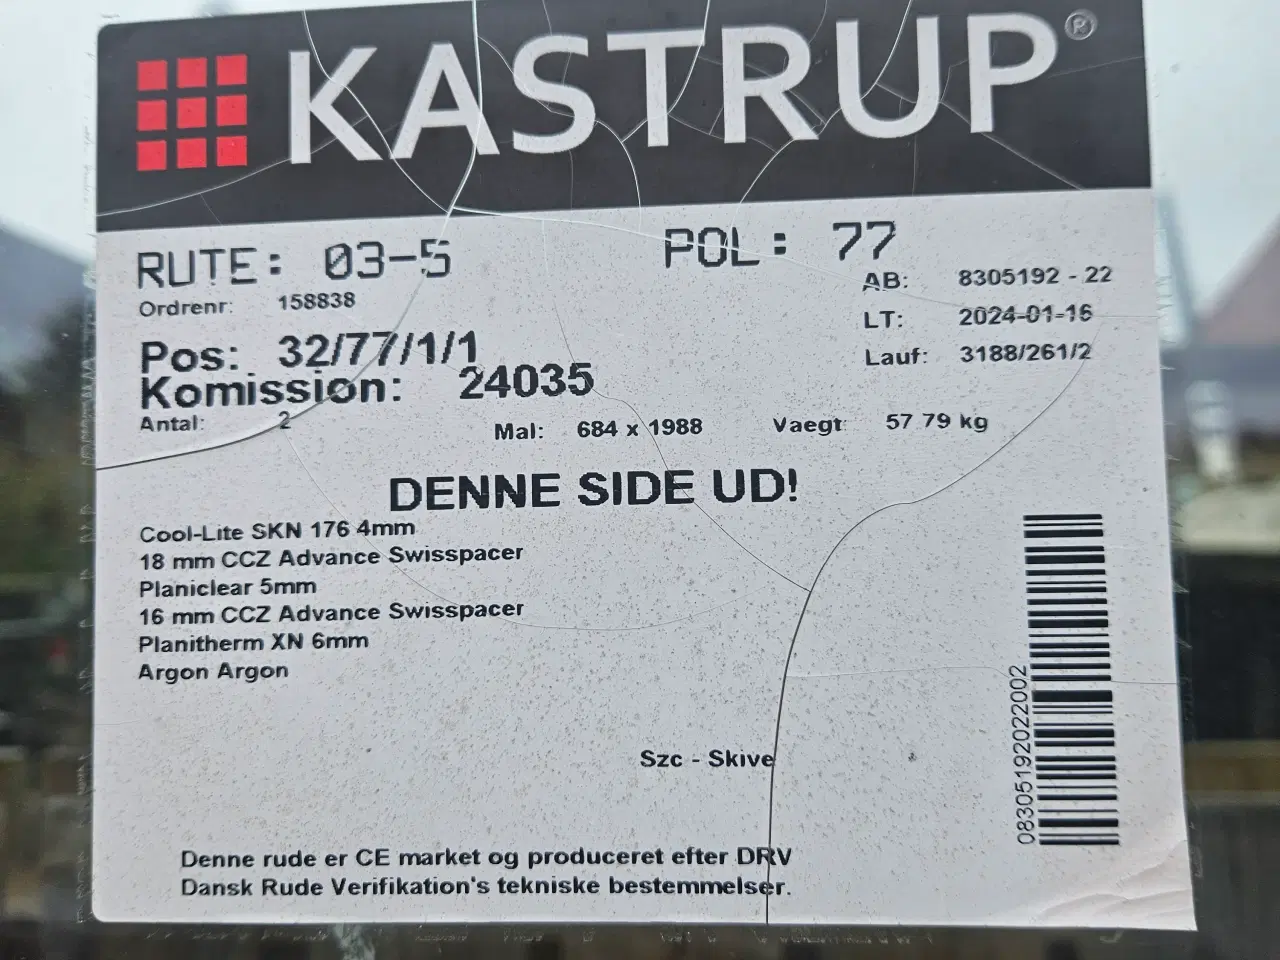 KASTRUP®
RUTE: 03-5 POL: 77
Ordrenr: 158838 AB: 8305192 - 22
LT: 2024-01-16
Pos: 32/77/1/1 Lauf: 3188/261/2
Komission: 24035
Antal: 2 Mal: 684 x 1988 Vaegt: 57 79 kg
DENNE SIDE UD!
Cool-Lite SKN 176 4mm
18 mm CCZ Advance Swisspacer
Planiclear 5mm
16 mm CCZ Advance Swisspacer
Planitherm XN 6mm
Argon Argon
Szc - Skive
08305192022002
Denne rude er CE market og produceret efter DRV
Dansk Rude Verifikation's tekniske bestemmelser.